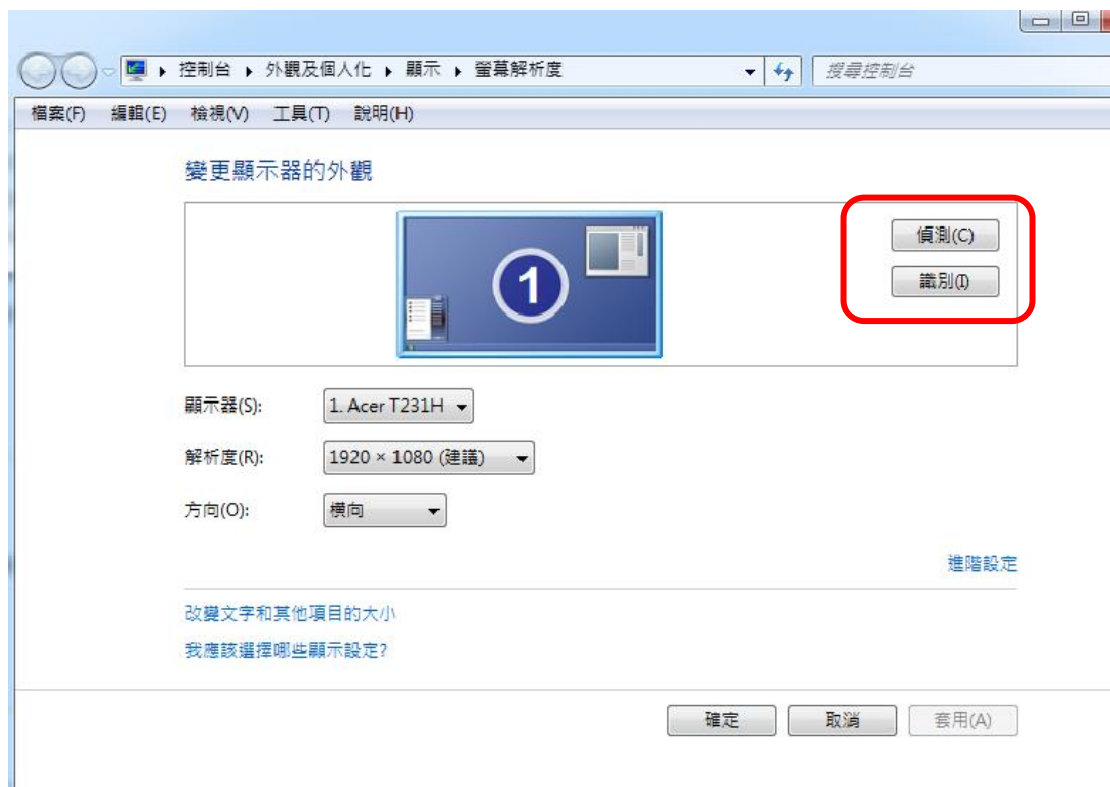 控制台 ▸ 外觀及個人化 ▸ 顯示 ▸ 螢幕解析度 搜尋控制台
檔案(F) 編輯(E) 檢視(V) 工具(T) 說明(H)
變更顯示器的外觀
1
偵測(C)
識別(I)
顯示器(S): 1. Acer T231H
解析度(R): 1920 × 1080 (建議)
方向(O): 橫向
進階設定
改變文字和其他項目的大小
我應該選擇哪些顯示設定?
確定 取消 套用(A)